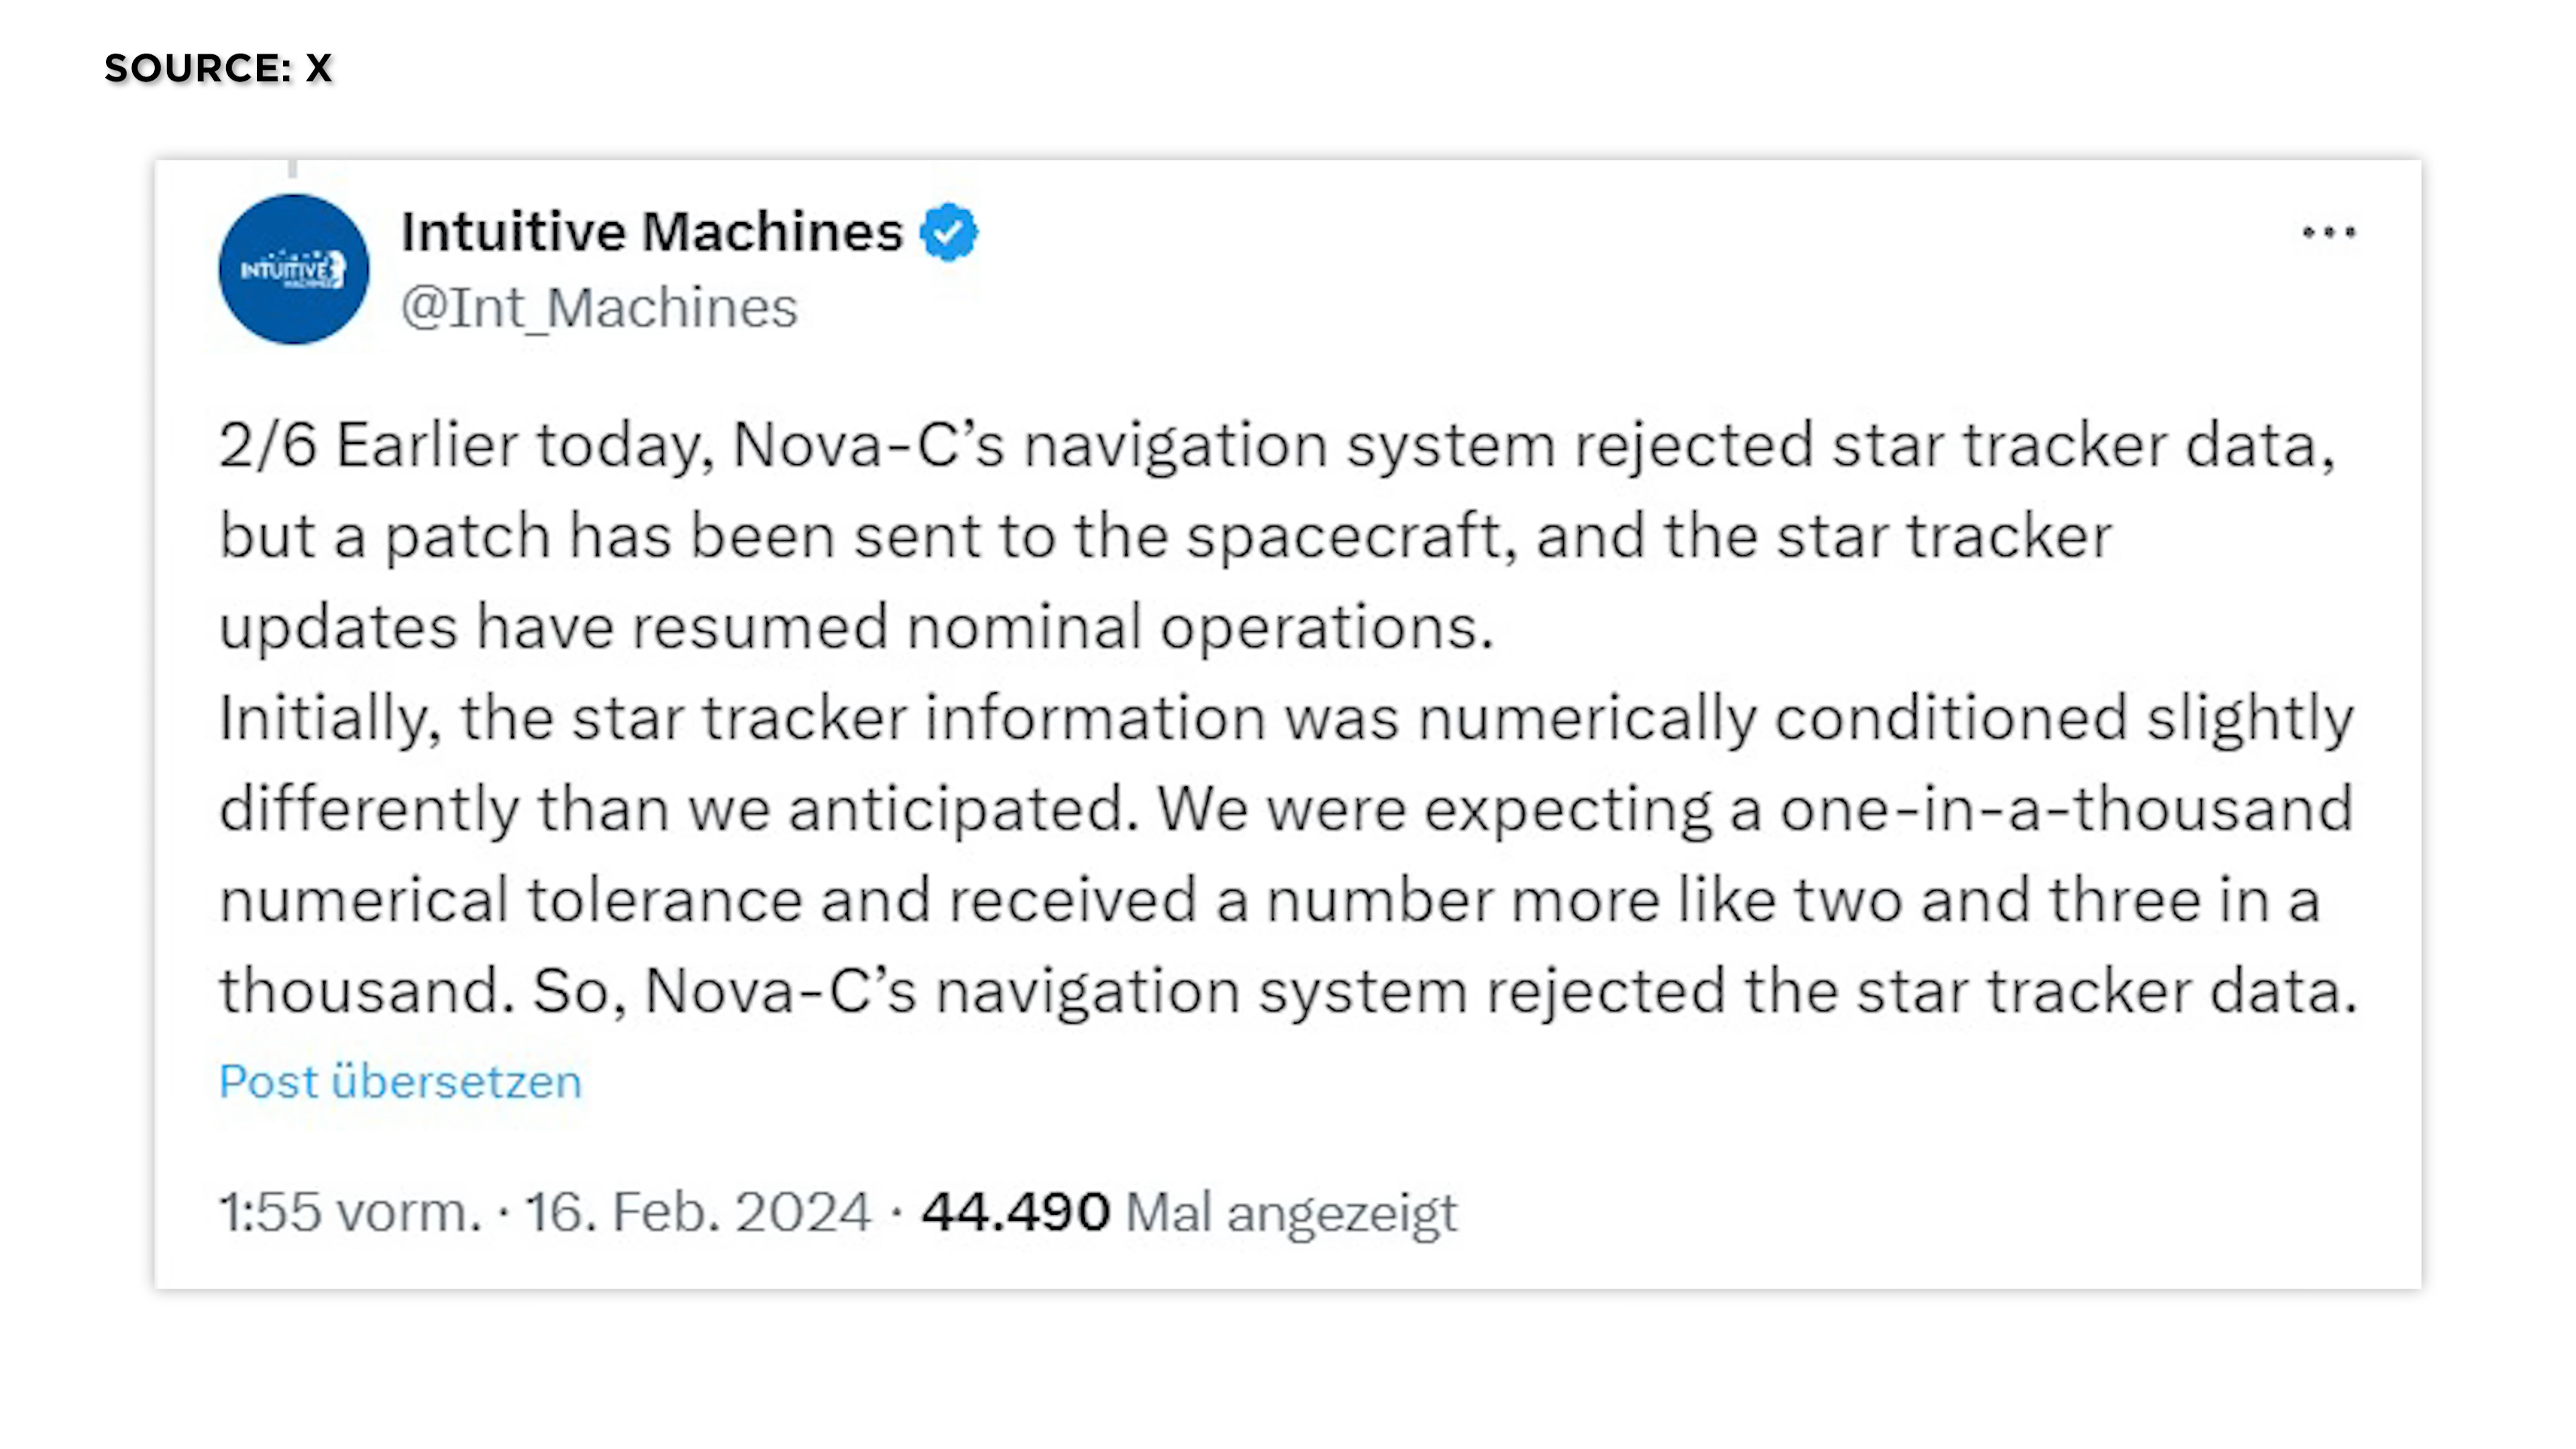 SOURCE: X
INTUITIVE
MACHINES
Intuitive Machines
@Int_Machines
2/6 Earlier today, Nova-C’s navigation system rejected star tracker data,
but a patch has been sent to the spacecraft, and the star tracker
updates have resumed nominal operations.
Initially, the star tracker information was numerically conditioned slightly
differently than we anticipated. We were expecting a one-in-a-thousand
numerical tolerance and received a number more like two and three in a
thousand. So, Nova-C’s navigation system rejected the star tracker data.
Post übersetzen
1:55 vorm. · 16. Feb. 2024 · 44.490 Mal angezeigt